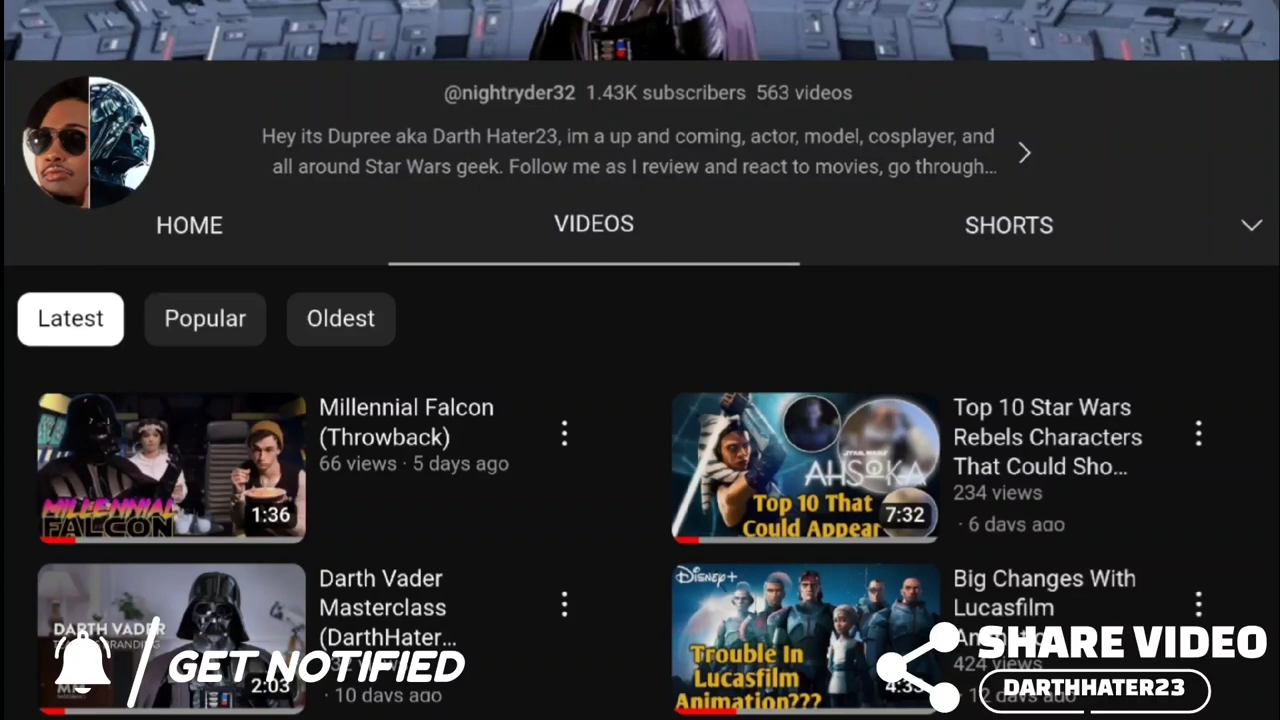 @nightryder32 1.43K subscribers 563 videos
Hey its Dupree aka Darth Hater23, im a up and coming, actor, model, cosplayer, and
all around Star Wars geek. Follow me as I review and react to movies, go through...
HOME
VIDEOS
SHORTS
Latest
Popular
Oldest
MILLENNIAL
FALCON
1:36
Millennial Falcon
(Throwback)
66 views · 5 days ago
STAR WARS
AHSOKA
Top 10 That
Could Appear
7:32
Top 10 Star Wars
Rebels Characters
That Could Sho...
234 views
· 6 days ago
DARTH VADER
2:03
Darth Vader
Masterclass
(DarthHater...
· 10 days ago
Disney+
Trouble In
Lucasfilm
Animation???
Big Changes With
Lucasfilm
424 views
· 12 days ago
GET NOTIFIED
SHARE VIDEO
DARTHHATER23